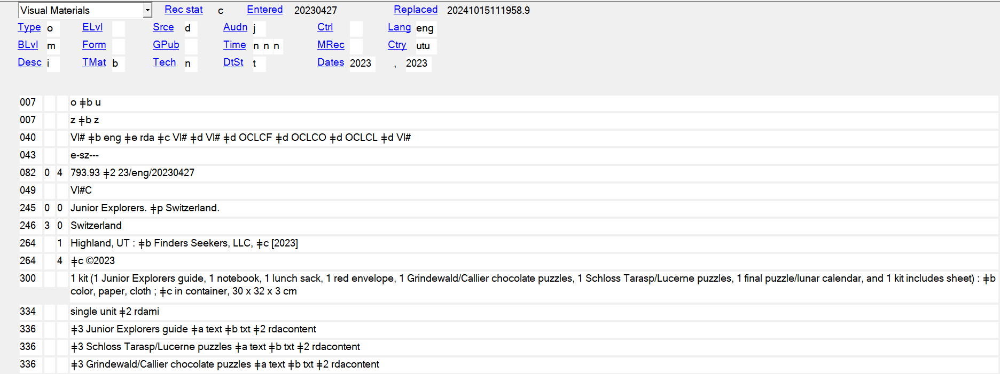 Visual Materials Rec stat c Entered 20230427 Replaced 20241015111958.9
Type o ELvl Srce d Audn j Ctrl Lang eng
BLvl m Form GPub Time n n n MRec Ctry utu
Desc i TMat b Tech n DtSt t Dates 2023 , 2023
007 o ǂb u
007 z ǂb z
040 VI# ǂb eng ǂe rda ǂc VI# ǂd VI# ǂd OCLCF ǂd OCLCO ǂd OCLCL ǂd VI#
043 e-sz---
082 0 4 793.93 ǂ2 23/eng/20230427
049 VI#C
245 0 0 Junior Explorers. ǂp Switzerland.
246 3 0 Switzerland
264 1 Highland, UT : ǂb Finders Seekers, LLC, ǂc [2023]
264 4 ǂc ©2023
300 1 kit (1 Junior Explorers guide, 1 notebook, 1 lunch sack, 1 red envelope, 1 Grindewald/Callier chocolate puzzles, 1 Schloss Tarasp/Lucerne puzzles, 1 final puzzle/lunar calendar, and 1 kit includes sheet) : ǂb
color, paper, cloth ; ǂc in container, 30 x 32 x 3 cm
334 single unit ǂ2 rdami
336 ǂ3 Junior Explorers guide ǂa text ǂb txt ǂ2 rdacontent
336 ǂ3 Schloss Tarasp/Lucerne puzzles ǂa text ǂb txt ǂ2 rdacontent
336 ǂ3 Grindewald/Callier chocolate puzzles ǂa text ǂb txt ǂ2 rdacontent